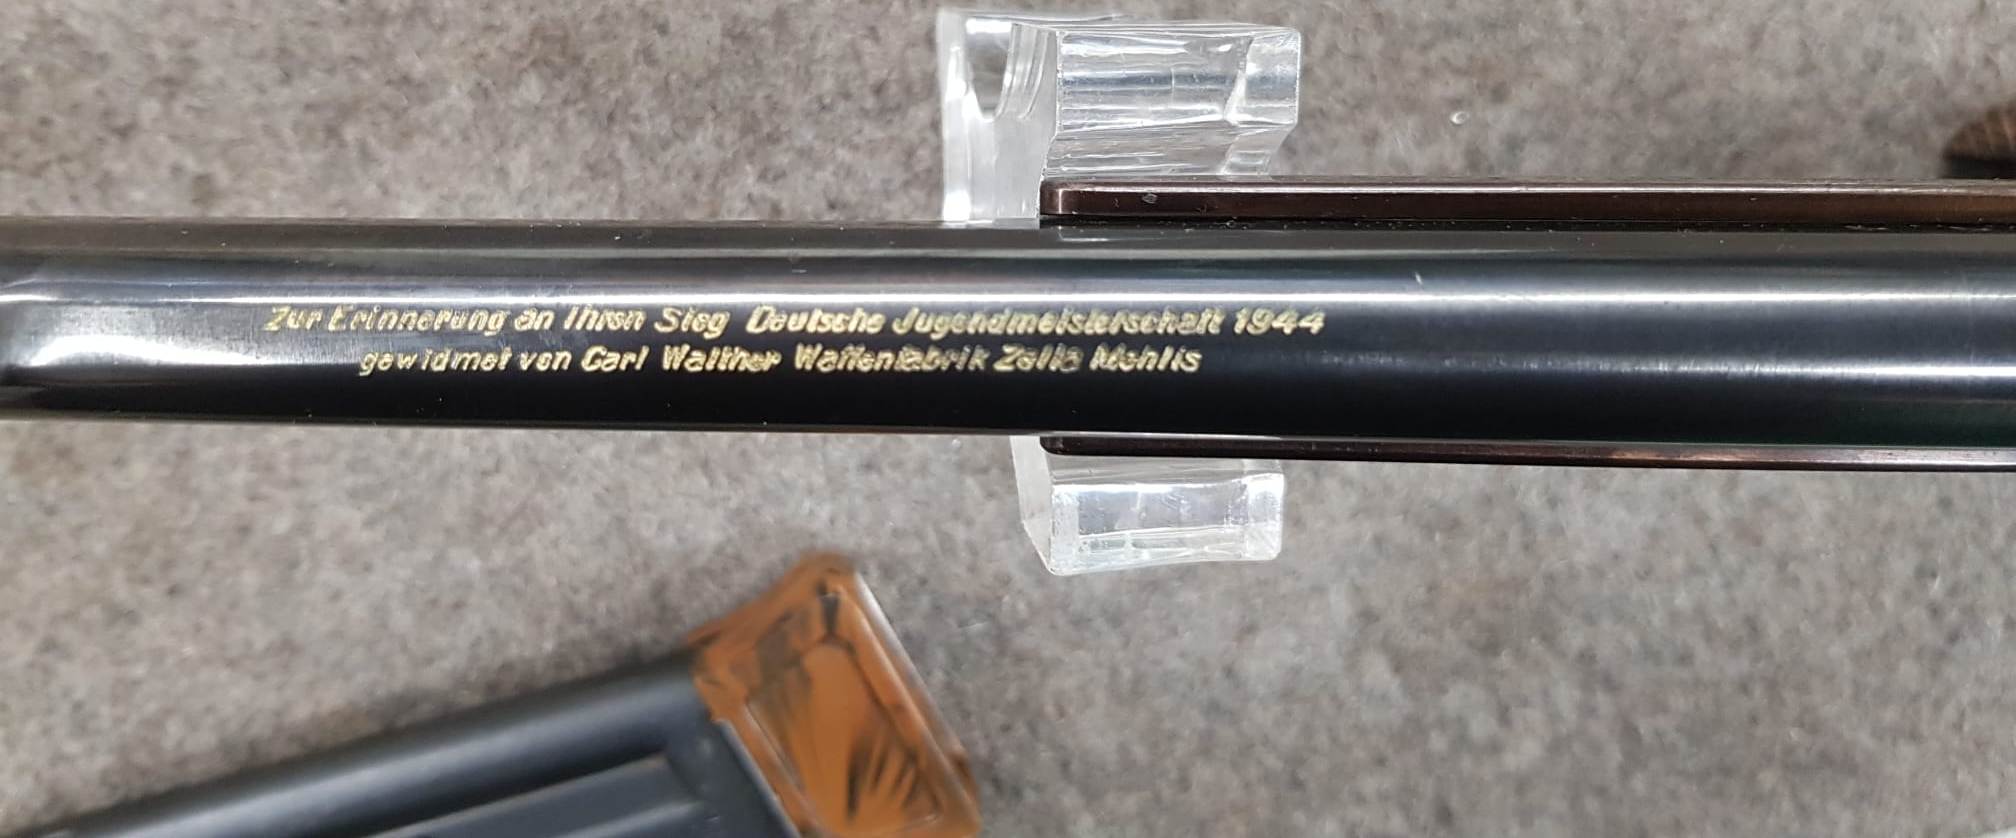 Zur Erinnerung an Ihren Sieg Deutsche Jugendmeisterschaft 1944
gewidmet von Carl Walther Waffenfabrik Zella Mehlis